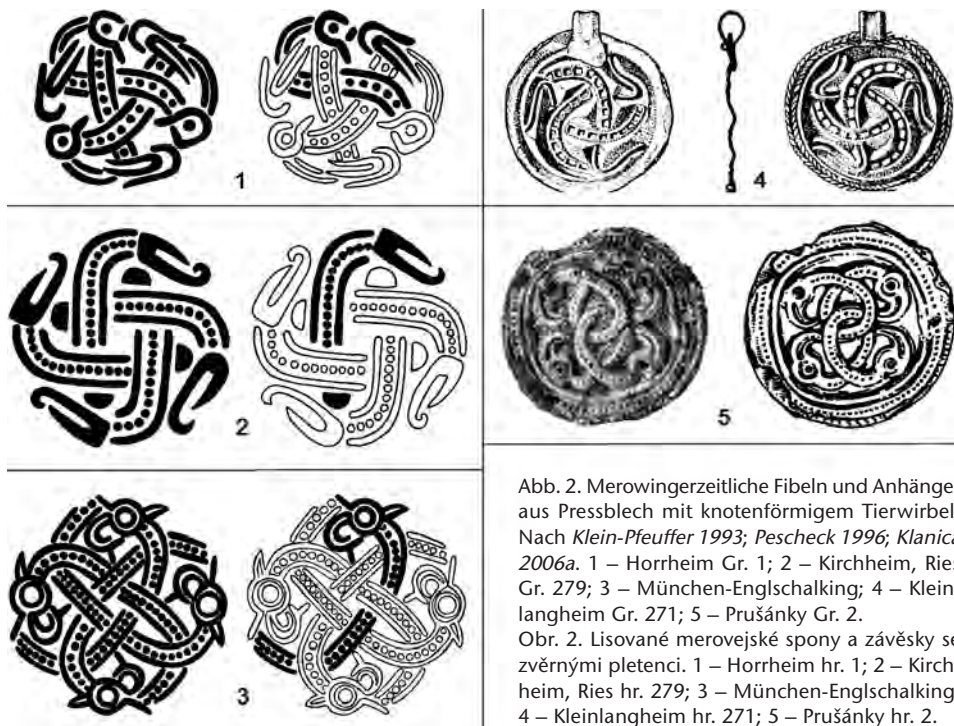 1
2
3
4
5
Abb. 2. Merowingerzeitliche Fibeln und Anhänge
aus Pressblech mit knotenförmigem Tierwirbel
Nach Klein-Pfeuffer 1993; Pescheck 1996; Klanica
2006a. 1 – Horrheim Gr. 1; 2 – Kirchheim, Ries
Gr. 279; 3 – München-Englschalking; 4 – Klein
langheim Gr. 271; 5 – Prušánky Gr. 2.
Obr. 2. Lisované merovejské spony a závěsky se
zvěrnými pletenci. 1 – Horrheim hr. 1; 2 – Kirch
heim, Ries hr. 279; 3 – München-Englschalking
4 – Kleinlangheim hr. 271; 5 – Prušánky hr. 2.